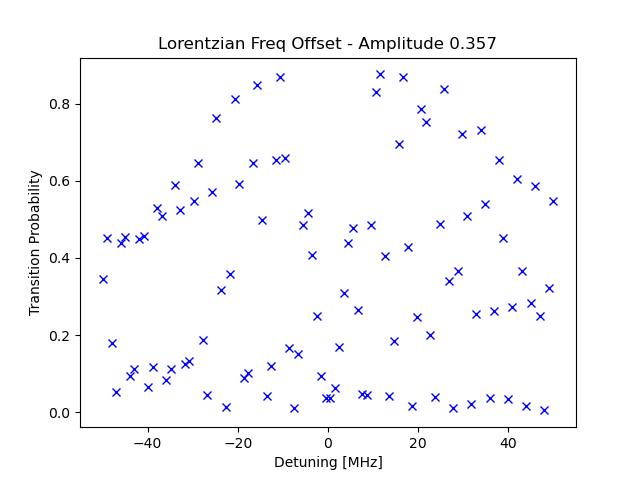 Lorentzian Freq Offset - Amplitude 0.357
Transition Probability
0.8
0.6
0.4
0.2
0.0
−40 −20 0 20 40
Detuning [MHz]